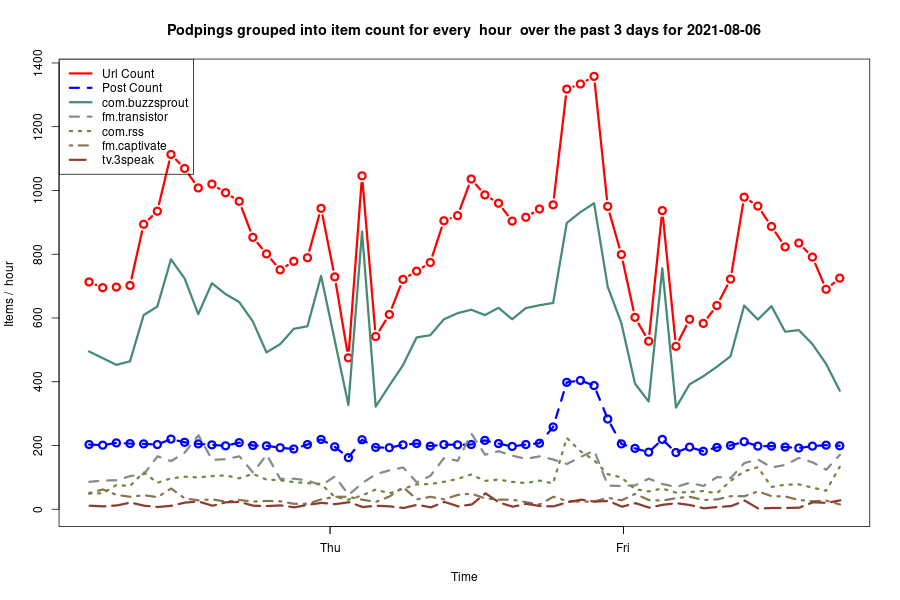 Podpings grouped into item count for every  hour  over the past 3 days for 2021-08-06
Items /  hour
1400
1200
1000
800
600
400
200
0
Url Count
Post Count
com.buzzsprout
fm.transistor
com.rss
fm.captivate
tv.3speak
Thu
Fri
Time